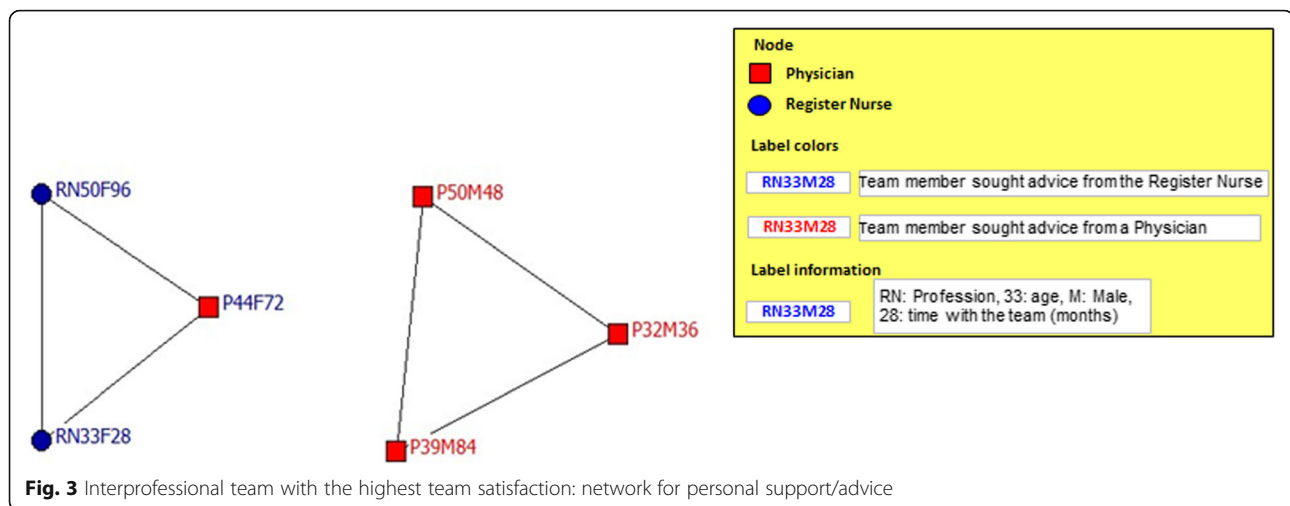 RN50F96
P44F72
RN33F28
P50M48
P32M36
P39M84
Node
Physician
Register Nurse
Label colors
RN33M28 Team member sought advice from the Register Nurse
RN33M28 Team member sought advice from a Physician
Label information
RN33M28 RN: Profession, 33: age, M: Male,
28: time with the team (months)
Fig. 3 Interprofessional team with the highest team satisfaction: network for personal support/advice